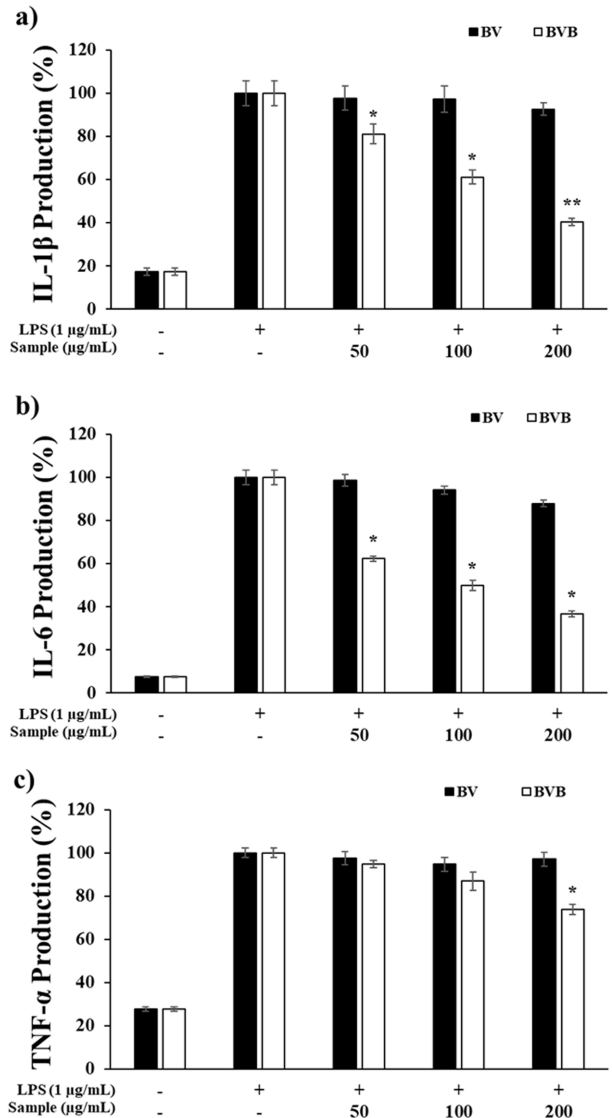 a)
BV BVB
IL-1β Production (%)
120
100
80
60
40
20
0
* * **
LPS (1 μg/mL) - + + + +
Sample (μg/mL) - - 50 100 200
b)
BV BVB
IL-6 Production (%)
120
100
80
60
40
20
0
* * *
LPS (1 μg/mL) - + + + +
Sample (μg/mL) - - 50 100 200
c)
BV BVB
TNF-α Production (%)
120
100
80
60
40
20
0
*
LPS (1 μg/mL) - + + + +
Sample (μg/mL) - - 50 100 200